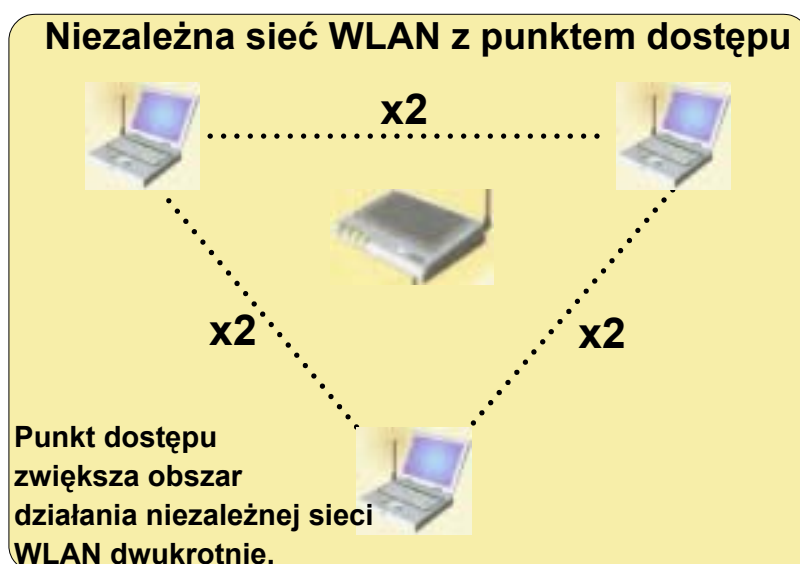 Niezależna sieć WLAN z punktem dostępu
x2
x2
x2
Punkt dostępu
zwiększa obszar
działania niezależnej sieci
WLAN dwukrotnie.